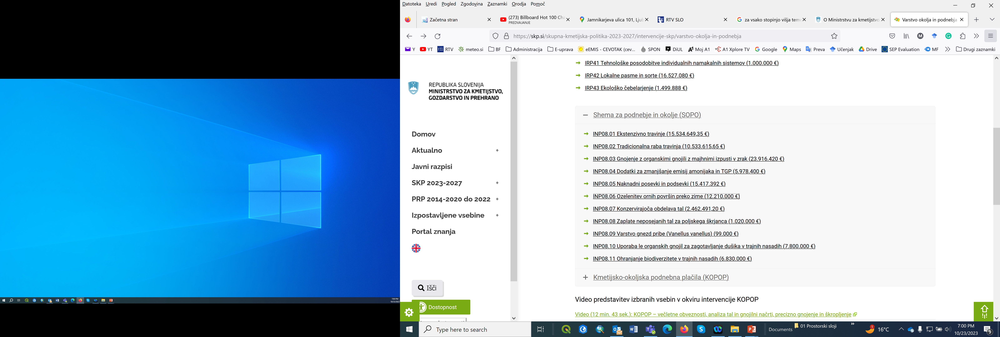 7:00 PM
10/23/2023
Datoteka Uredi Pogled Zgodovina Zaznamki Orodja Pomoč
Začetna stran
(273) Billboard Hot 100 Cha
PREDVAJANJE
Jamnikarjeva ulica 101, Ljub
RTV SLO
za vsako stopinjo višja teme
O Ministrstvu za kmetijstvo
Varstvo okolja in podnebja
https://skp.si/skupna-kmetijska-politika-2023-2027/intervencije-skp/varstvo-okolja-in-podnebja
Y YT RTV meteo.si BF Administracija E-uprava eEMIS - CEVOTAK (cev... SPON DiUL Moj A1 A1 Xplore TV Google Maps Preva Učenjak Drive SEP Evaluation MF Drugi zaznamki
REPUBLIKA SLOVENIJA
MINISTRSTVO ZA KMETIJSTVO,
GOZDARSTVO IN PREHRANO
Domov
Aktualno
Javni razpisi
SKP 2023-2027
PRP 2014-2020 do 2022
Izpostavljene vsebine
Portal znanja
Išči
Dostopnost
IRP41 Tehnološke posodobitve individualnih namakalnih sistemov (1.000.000 €)
IRP42 Lokalne pasme in sorte (16.527.080 €)
IRP43 Ekološko čebelarjenje (1.499.888 €)
Shema za podnebje in okolje (SOPO)
INP08.01 Ekstenzivno travinje (15.534.649,35 €)
INP08.02 Tradicionalna raba travinja (10.533.615,65 €)
INP08.03 Gnojenje z organskimi gnojili z majhnimi izpusti v zrak (23.916.420 €)
INP08.04 Dodatki za zmanjšanje emisij amonijaka in TGP (5.978.400 €)
INP08.05 Naknadni posevki in podsevki (15.417.392 €)
INP08.06 Ozelenitev ornih površin preko zime (12.210.000 €)
INP08.07 Konzervirajoča obdelava tal (2.462.491,20 €)
INP08.08 Zaplate neposejanih tal za poljskega škrjanca (1.020.000 €)
INP08.09 Varstvo gnezd pribe (Vanellus vanellus) (99.000 €)
INP08.10 Uporaba le organskih gnojil za zagotavljanje dušika v trajnih nasadih (7.800.000 €)
INP08.11 Ohranjanje biodiverzitete v trajnih nasadih (6.830.000 €)
Kmetijsko-okoljska podnebna plačila (KOPOP)
Video predstavitev izbranih vsebin v okviru intervencije KOPOP
Video (12 min. 43 sek.): KOPOP – večletne obveznosti, analiza tal in gnojilni načrti, precizno gnojenje in škropljenje
Type here to search
Documents
01 Prostorski sloji
1
16°C
7:00 PM
10/23/2023
9